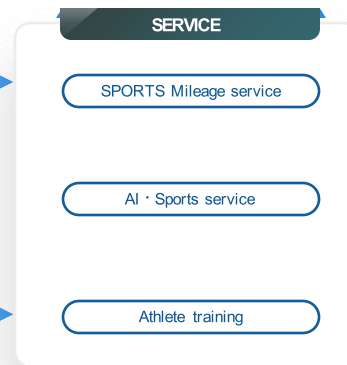 SERVICE
SPORTS Mileage service
AI・Sports service
Athlete training